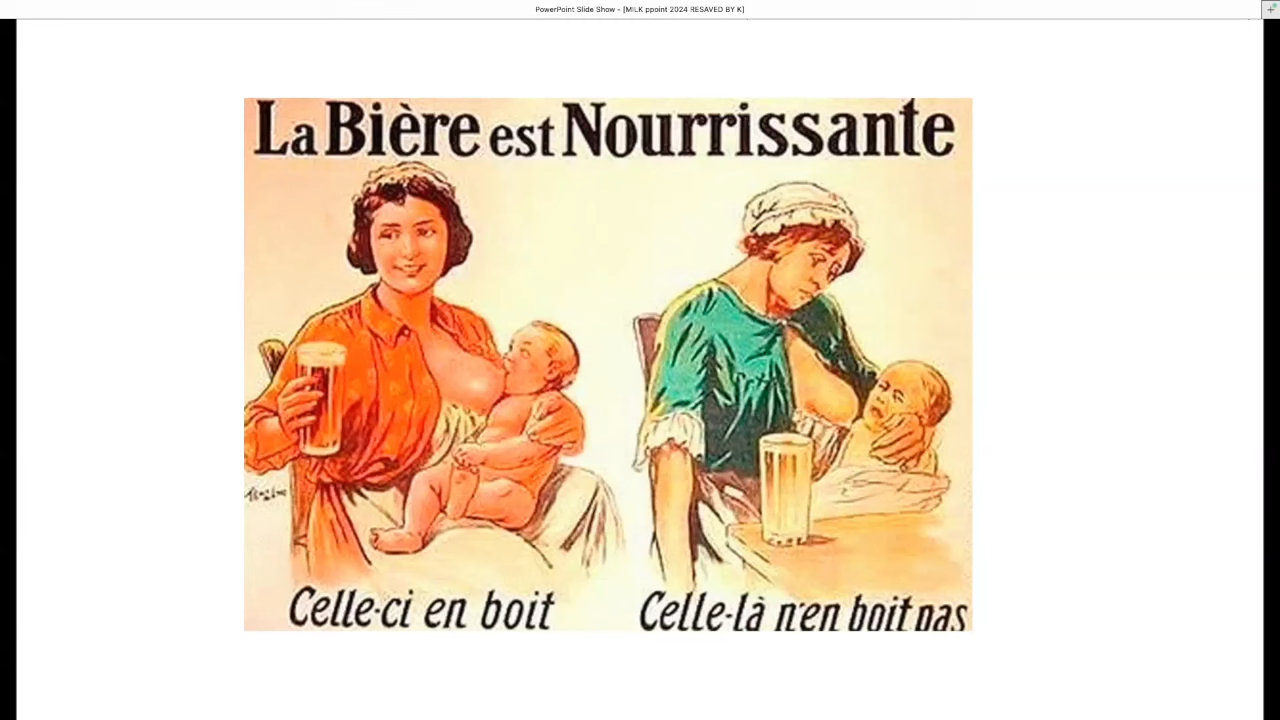 PowerPoint Slide Show - [MILK ppoint 2024 RESAVED BY K]
La Bière est Nourrissante
Celle-ci en boit
Celle-là n'en boit pas